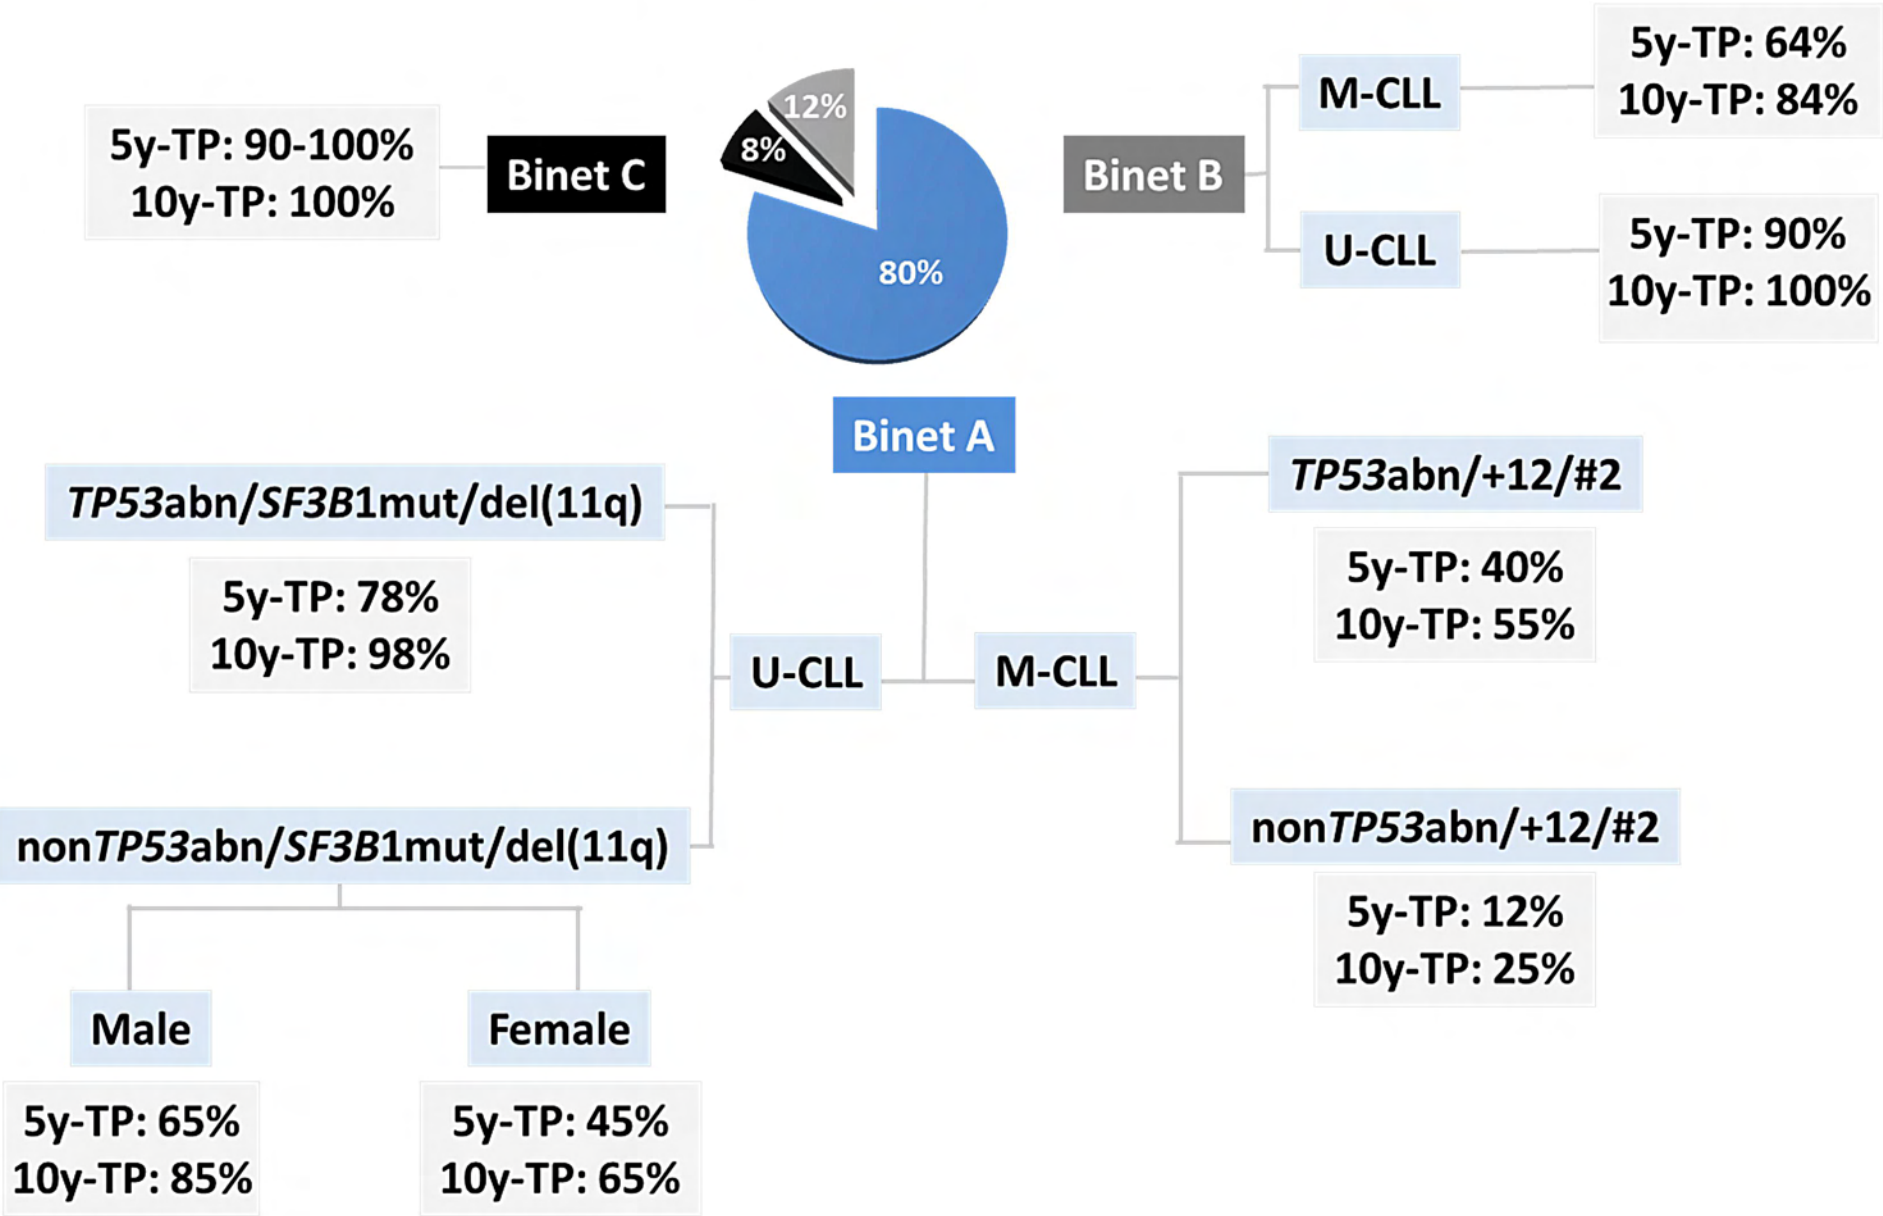 5y-TP: 90-100%
10y-TP: 100%
Binet C
12%
8%
80%
Binet B
M-CLL
5y-TP: 64%
10y-TP: 84%
U-CLL
5y-TP: 90%
10y-TP: 100%
Binet A
TP53abn/SF3B1mut/del(11q)
5y-TP: 78%
10y-TP: 98%
U-CLL
M-CLL
TP53abn/+12/#2
5y-TP: 40%
10y-TP: 55%
nonTP53abn/SF3B1mut/del(11q)
Male
5y-TP: 65%
10y-TP: 85%
Female
5y-TP: 45%
10y-TP: 65%
nonTP53abn/+12/#2
5y-TP: 12%
10y-TP: 25%